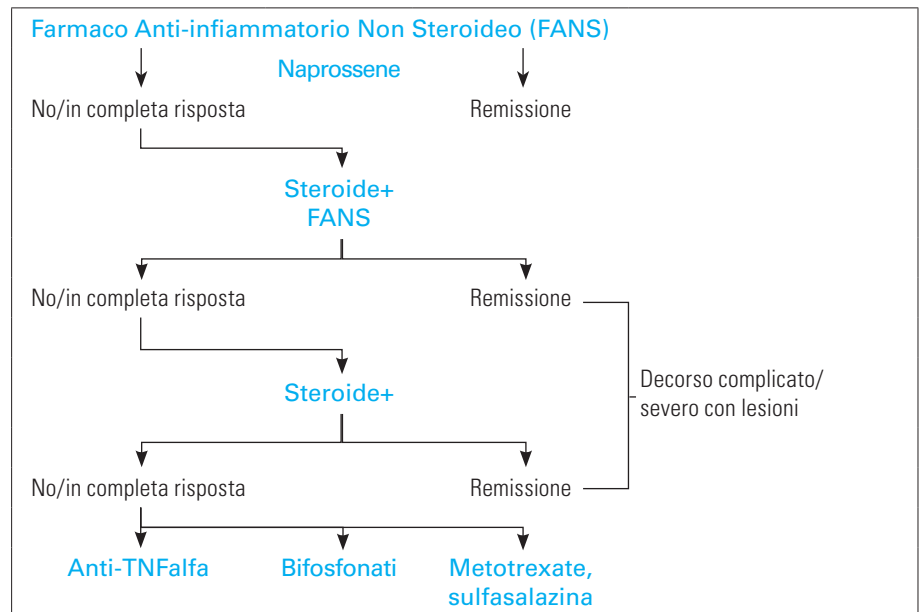 Farmaco Anti-infiammatorio Non Steroideo (FANS)
Naprossene
No/in completa risposta
Remissione
Steroide+
FANS
No/in completa risposta
Remissione
Decorso complicato/
severo con lesioni
Steroide+
No/in completa risposta
Remissione
Anti-TNFalfa
Bifosfonati
Metotrexate,
sulfasalazina